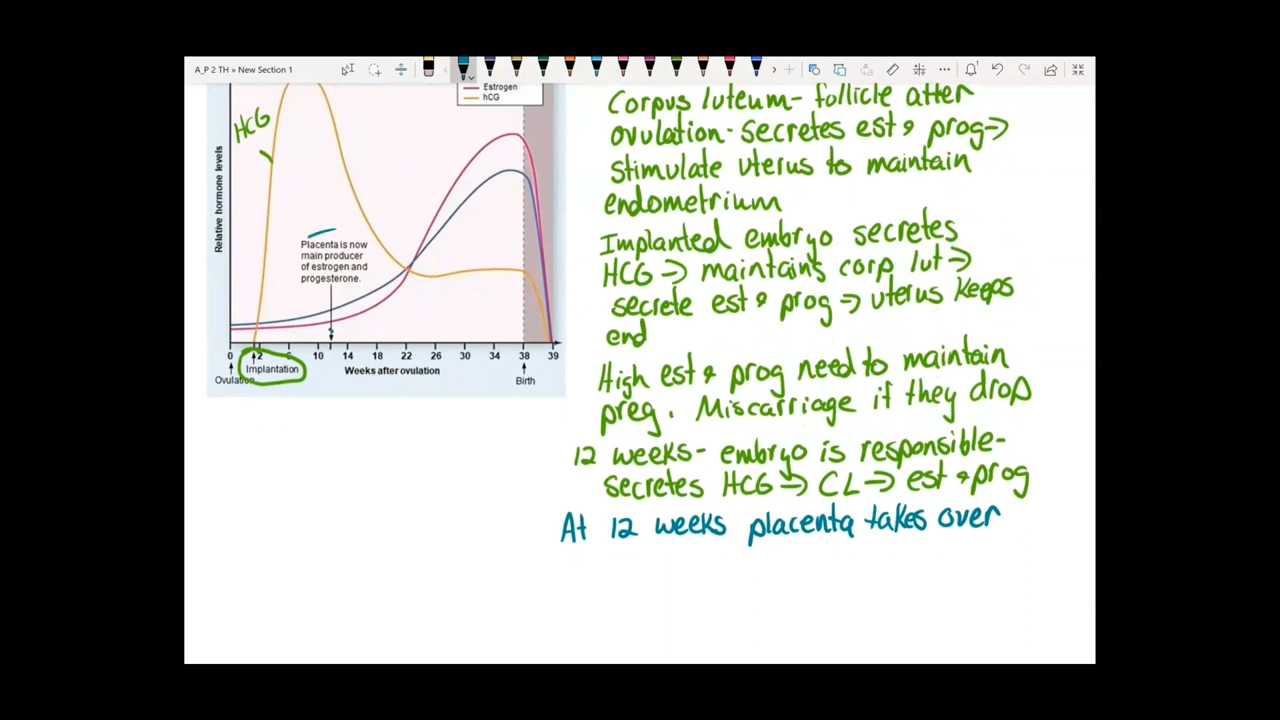 A_P 2 TH » New Section 1
Estrogen
hCG
HCG
Relative hormone levels
Placenta is now
main producer
of estrogen and
progesterone.
0 2 6 10 14 18 22 26 30 34 38 39
Ovulation
Implantation
Weeks after ovulation
Birth
Corpus luteum- follicle after
ovulation- secretes est & prog→
Stimulate uterus to maintain
endometrium
Implanted embryo secretes
HCG → maintains corp lut→
secrete est & prog → uterus keeps
end
High est & prog need to maintain
preg. Miscarriage if they drop
12 weeks- embryo is responsible-
secretes HCG → CL → est & prog
At 12 weeks placenta takes over